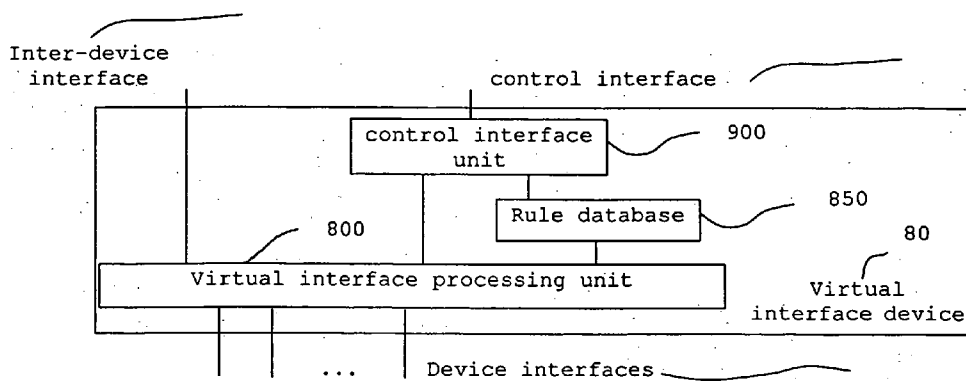 Inter-device
interface
control interface
control interface
unit
900
Rule database
850
800
80
Virtual interface processing unit
Virtual
interface device
...
Device interfaces